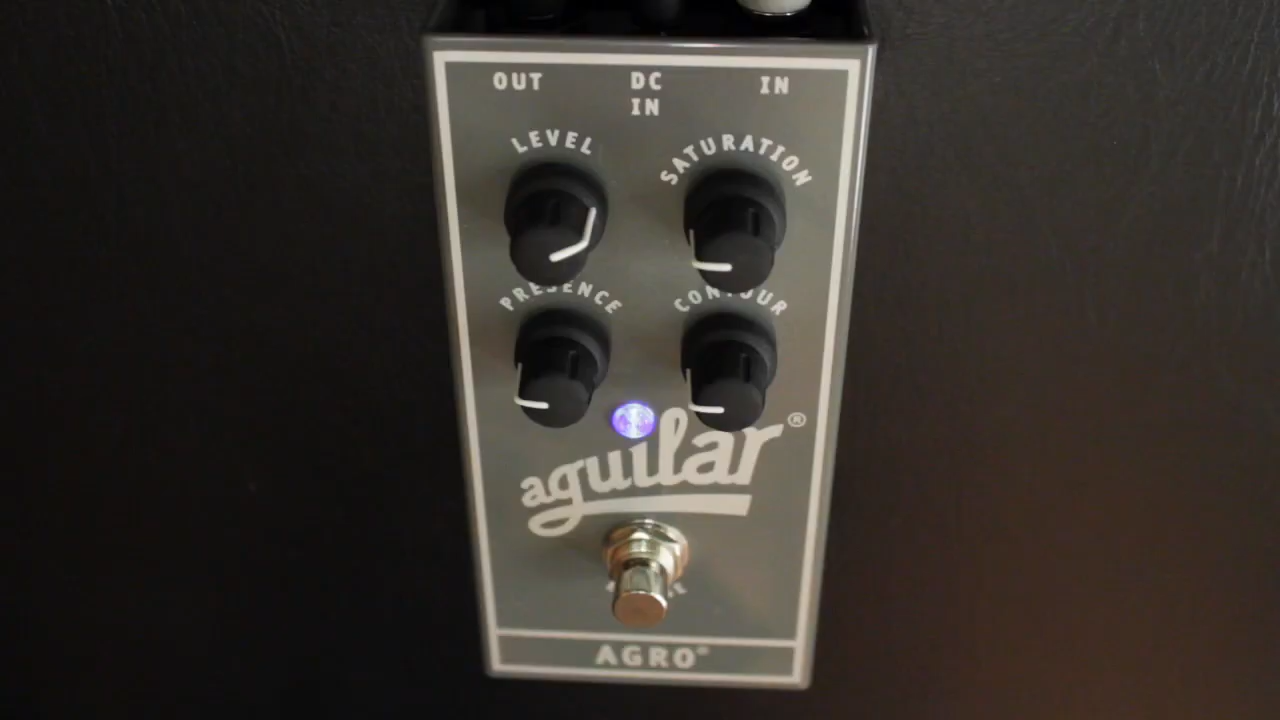 OUT DC IN
IN
LEVEL SATURATION
PRESENCE CONTOUR
aguilar®
AGRO®